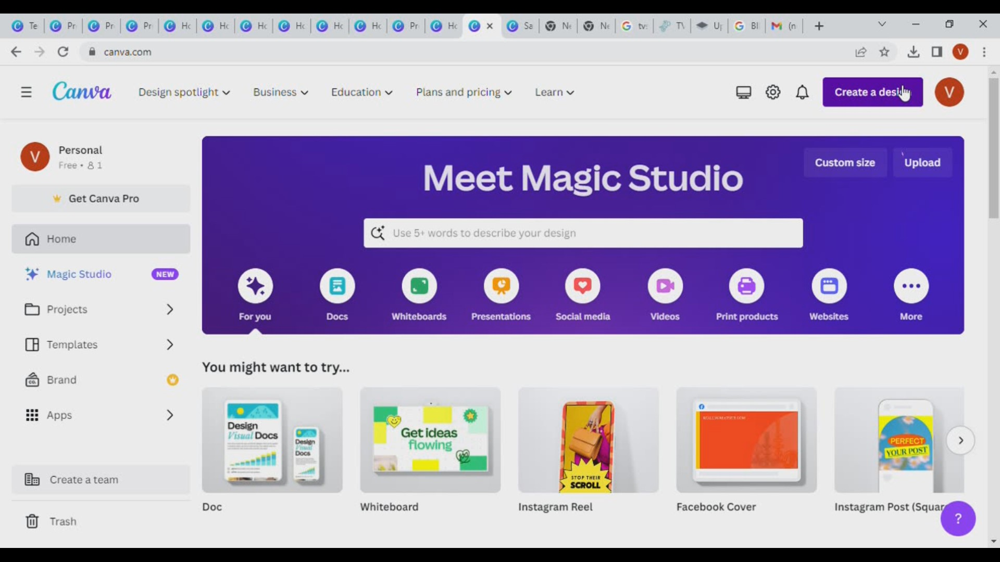 Te
Pr
Pr
Pr
Hc
Hc
Hc
Hc
Hc
Hc
Pr
Hc
Sa
Ne
Ne
tv:
TV
Up
Bl
(n
canva.com
V
Canva
Design spotlight
Business
Education
Plans and pricing
Learn
Create a desi
V
V
Personal
Free • 1
Get Canva Pro
Home
Magic Studio NEW
Projects
Templates
Brand
Apps
Create a team
Trash
Meet Magic Studio
Custom size
Upload
Use 5+ words to describe your design
For you
Docs
Whiteboards
Presentations
Social media
Videos
Print products
Websites
More
You might want to try...
Design
Visual Docs
Design
Visual
Docs
Get ideas
flowing
STOP THEIR
SCROLL
PERFECT
YOUR POST
Doc
Whiteboard
Instagram Reel
Facebook Cover
Instagram Post (Squar
?